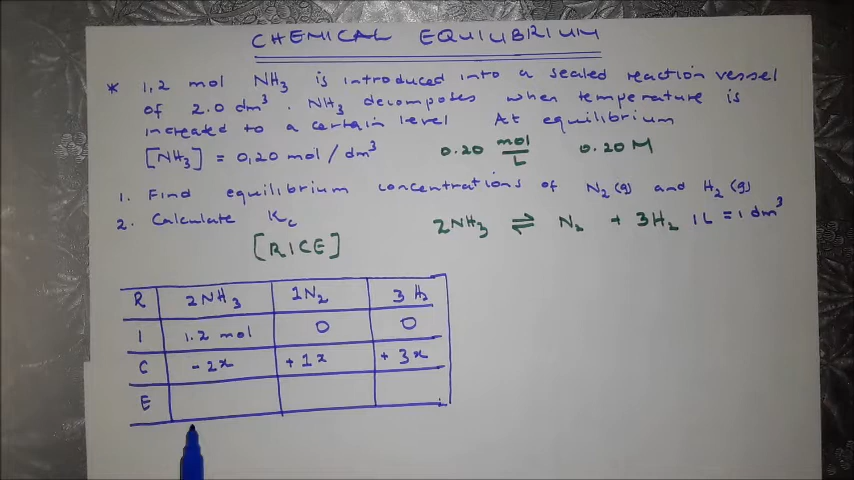 CHEMICAL EQUILIBRIUM
* 1,2 mol NH3 is introduced into a sealed reaction vessel
of 2.0 dm³. NH3 decomposes when temperature is
increased to a certain level At equilibrium
[NH3] = 0,20 mol/dm³ 0.20 mol/L 0.20 M
1. Find equilibrium concentrations of N2(g) and H2(g)
2. Calculate Kc 2NH3 ⇌ N2 + 3H2 1L = 1 dm³
[RICE]
R 2NH3 1N2 3H2
I 1.2 mol 0 0
C -2x +1x +3x
E